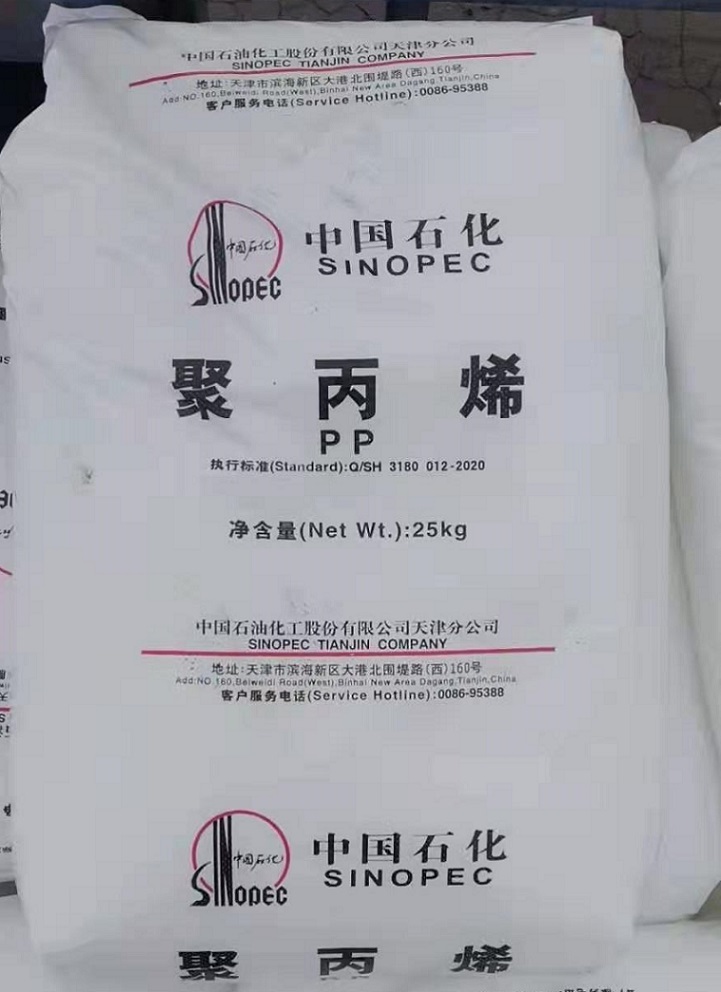 中国石油化工股份有限公司天津分公司
SINOPEC TIANJIN COMPANY
地址:天津市滨海新区大港北围堤路(西)160号
Add:NO.160,Beiweidi Road(West),Binhai New Area Dagang,Tianjin,China
客户服务电话(Service Hotline):0086-95388
中国石化
SINOPEC
中国石化
SINOPEC
聚丙烯
PP
执行标准(Standard):Q/SH 3180 012-2020
净含量(Net Wt.):25kg
中国石油化工股份有限公司天津分公司
SINOPEC TIANJIN COMPANY
地址:天津市滨海新区大港北围堤路(西)160号
Add:NO.160,Beiweidi Road(West),Binhai New Area Dagang,Tianjin,China
客户服务电话(Service Hotline):0086-95388
中国石化
SINOPEC
中国石化
SINOPEC
聚丙烯